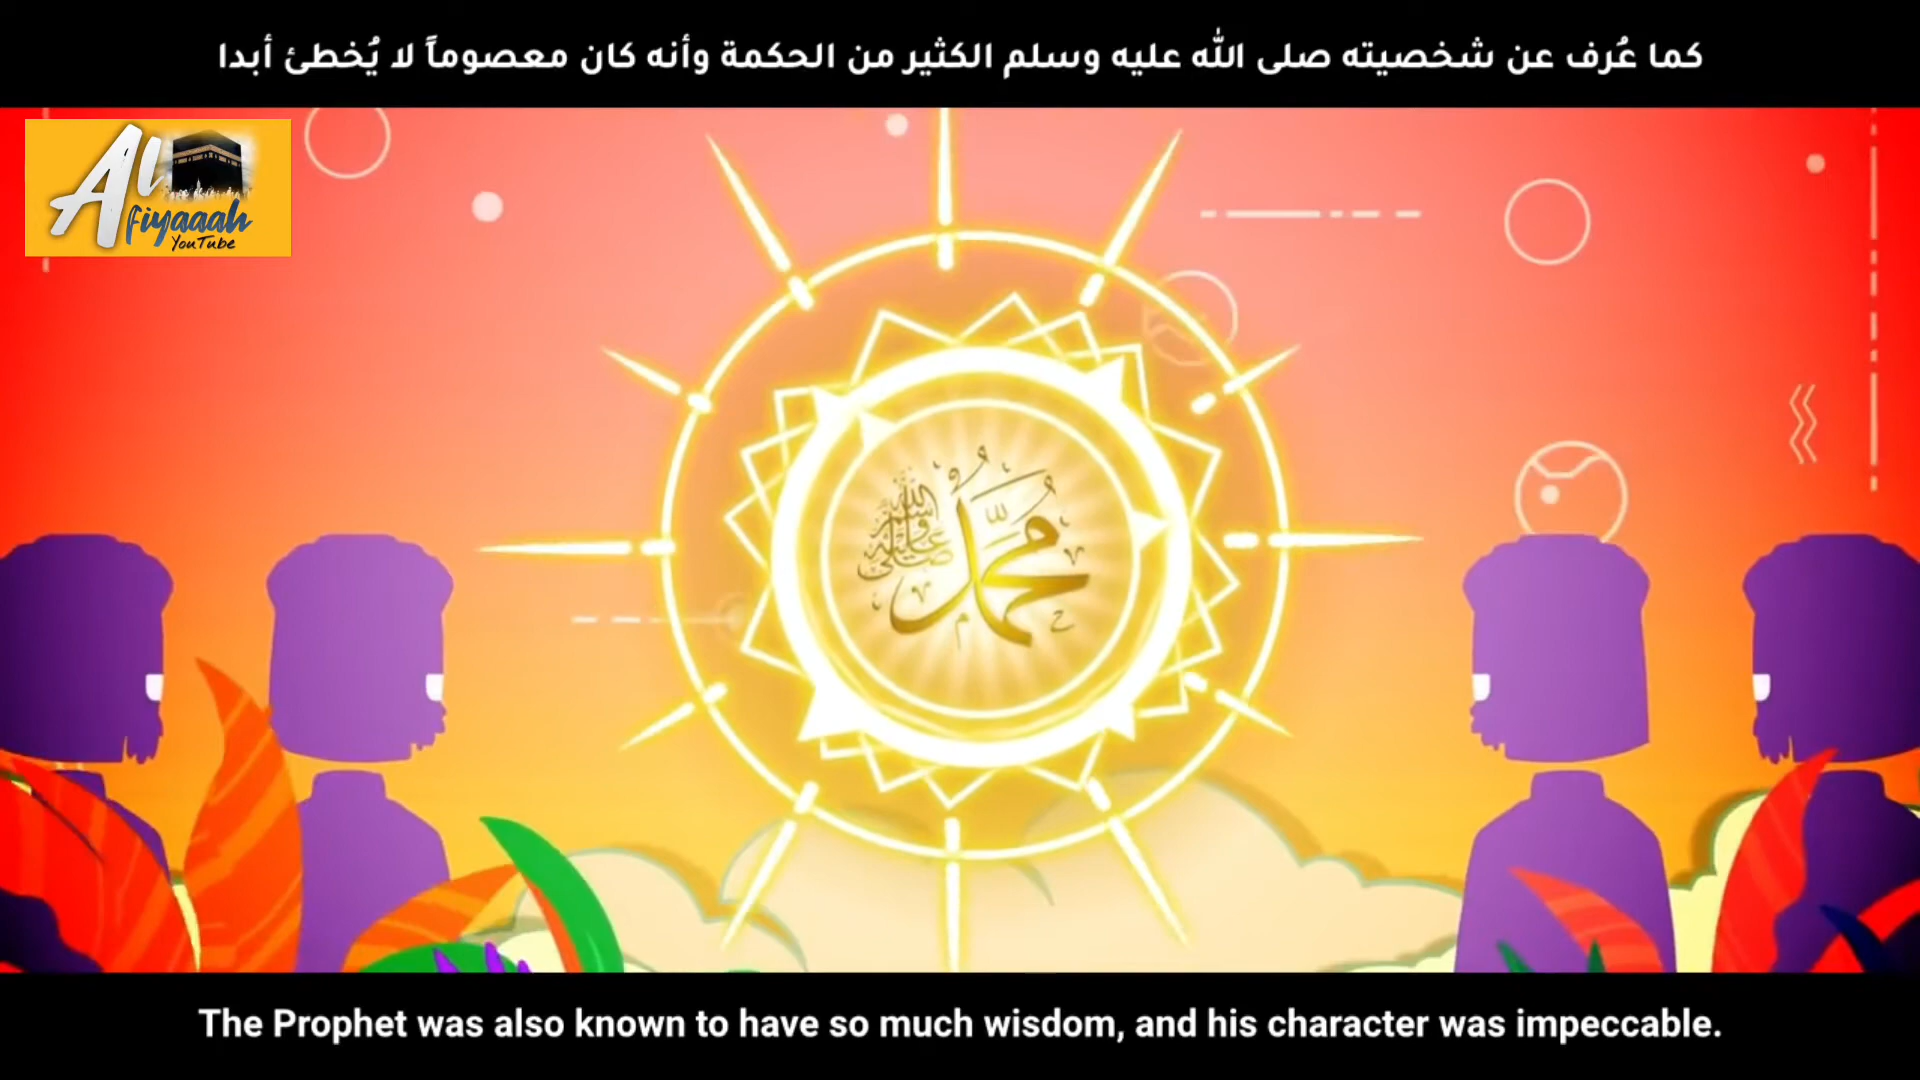 كما عُرف عن شخصيته صلى الله عليه وسلم الكثير من الحكمة وأنه كان معصوماً لا يُخطئ أبدا
Al
fiyaaah
YouTube
محمد
صلى الله عليه وسلم
The Prophet was also known to have so much wisdom, and his character was impeccable.